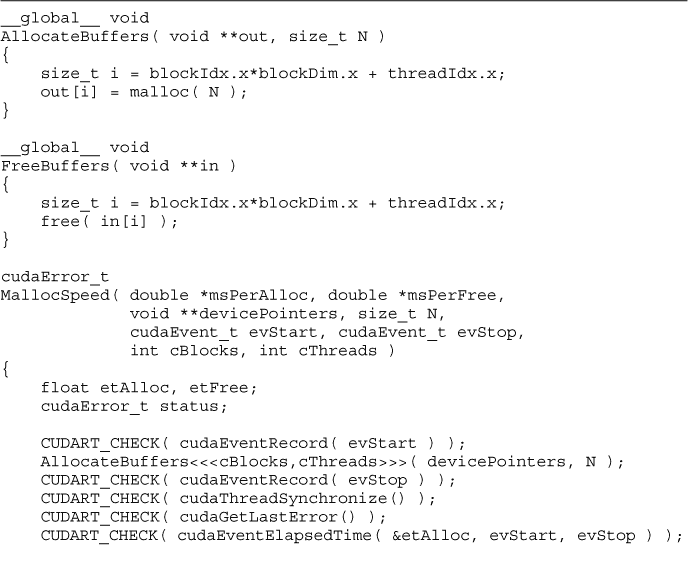 __global__ void
AllocateBuffers( void **out, size_t N )
{
    size_t i = blockIdx.x*blockDim.x + threadIdx.x;
    out[i] = malloc( N );
}

__global__ void
FreeBuffers( void **in )
{
    size_t i = blockIdx.x*blockDim.x + threadIdx.x;
    free( in[i] );
}

cudaError_t
MallocSpeed( double *msPerAlloc, double *msPerFree,
             void **devicePointers, size_t N,
             cudaEvent_t evStart, cudaEvent_t evStop,
             int cBlocks, int cThreads )
{
    float etAlloc, etFree;
    cudaError_t status;

    CUDART_CHECK( cudaEventRecord( evStart ) );
    AllocateBuffers<<<cBlocks,cThreads>>>( devicePointers, N );
    CUDART_CHECK( cudaEventRecord( evStop ) );
    CUDART_CHECK( cudaThreadSynchronize() );
    CUDART_CHECK( cudaGetLastError() );
    CUDART_CHECK( cudaEventElapsedTime( &etAlloc, evStart, evStop ) );